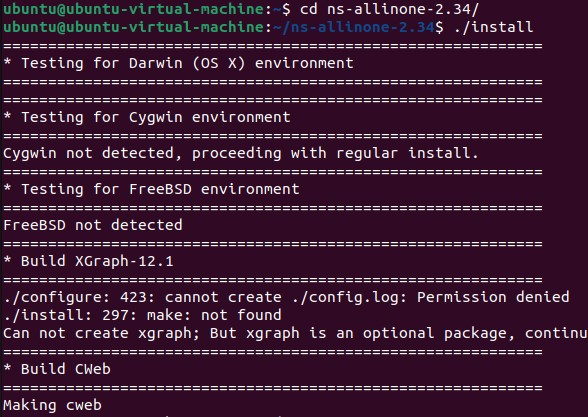 ubuntu@ubuntu-virtual-machine:~$ cd ns-allinone-2.34/
ubuntu@ubuntu-virtual-machine:~/ns-allinone-2.34$ ./install
============================================================
* Testing for Darwin (OS X) environment
============================================================
============================================================
* Testing for Cygwin environment
============================================================
Cygwin not detected, proceeding with regular install.
============================================================
* Testing for FreeBSD environment
============================================================
FreeBSD not detected
============================================================
* Build XGraph-12.1
============================================================
./configure: 423: cannot create ./config.log: Permission denied
./install: 297: make: not found
Can not create xgraph; But xgraph is an optional package, continu
============================================================
* Build CWeb
============================================================
Making cweb